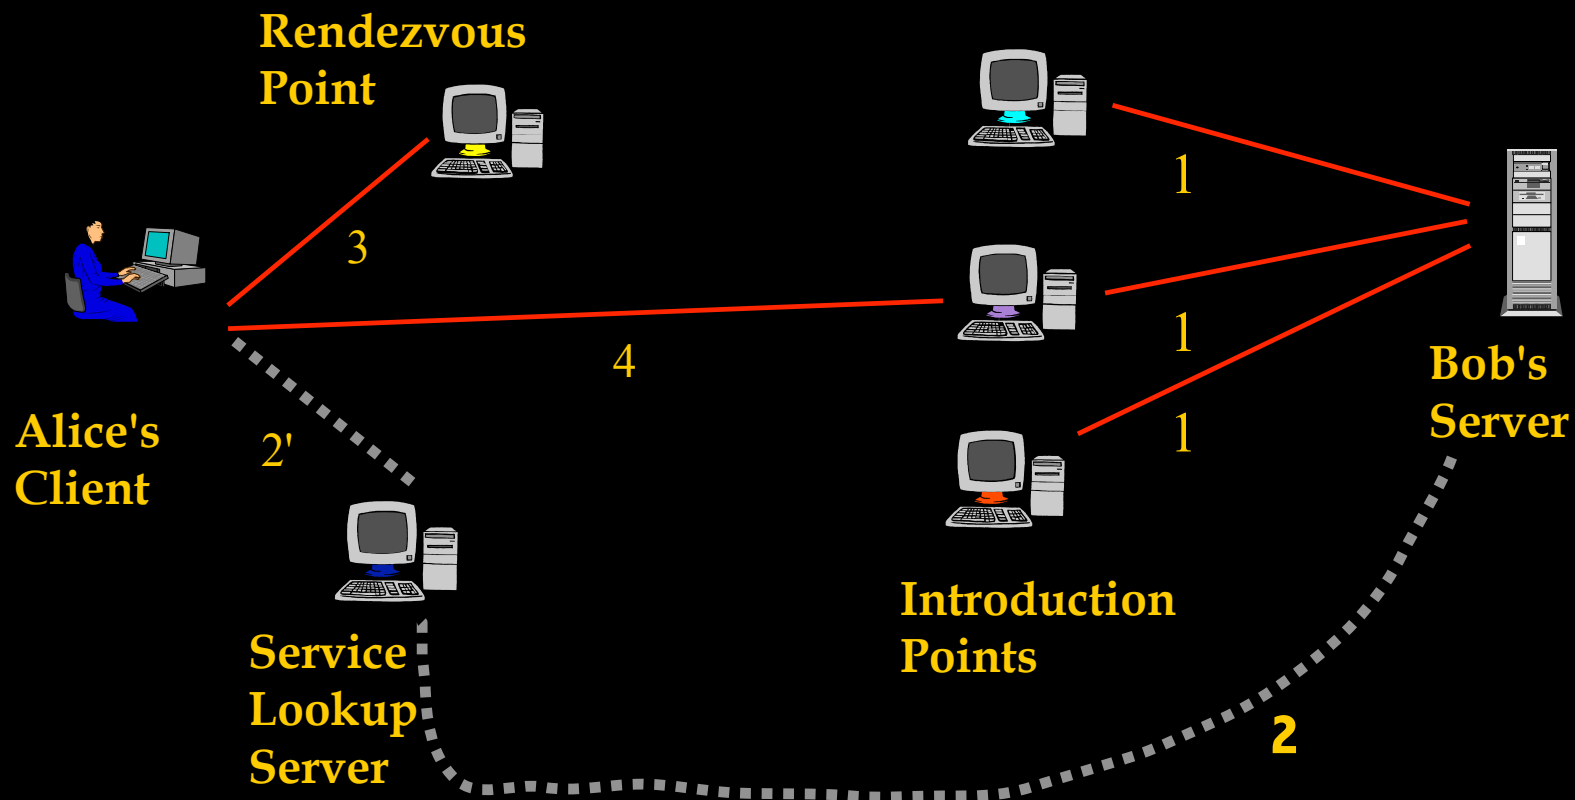 Rendezvous
Point
1
3
1
4
Bob's
Server
Alice's
Client
2'
1
Introduction
Points
Service
Lookup
Server
2